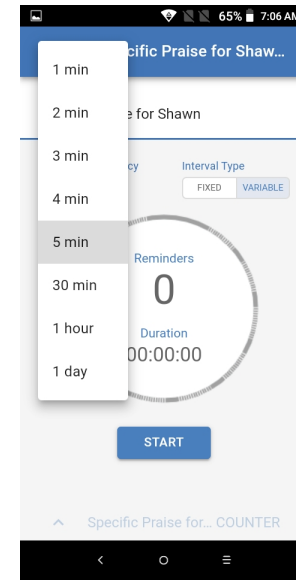 65% 7:06 AM
cific Praise for Shaw...
1 min
2 min
e for Shawn
3 min
cy
Interval Type
4 min
FIXED VARIABLE
5 min
Reminders
30 min
0
1 hour
Duration
00:00:00
1 day
START
Specific Praise for... COUNTER